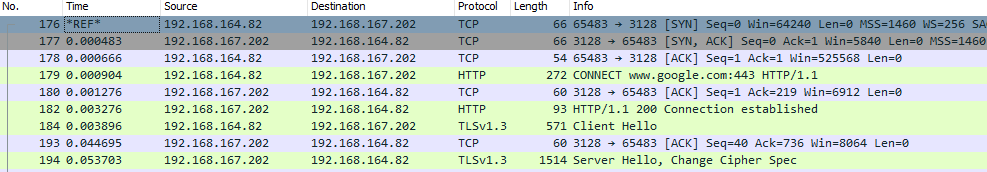 No. Time Source Destination Protocol Length Info
176 *REF* 192.168.164.82 192.168.167.202 TCP 66 65483 → 3128 [SYN] Seq=0 Win=64240 Len=0 MSS=1460 WS=256 SA
177 0.000483 192.168.167.202 192.168.164.82 TCP 66 3128 → 65483 [SYN, ACK] Seq=0 Ack=1 Win=5840 Len=0 MSS=1460
178 0.000666 192.168.164.82 192.168.167.202 TCP 54 65483 → 3128 [ACK] Seq=1 Ack=1 Win=525568 Len=0
179 0.000904 192.168.164.82 192.168.167.202 HTTP 272 CONNECT www.google.com:443 HTTP/1.1
180 0.001276 192.168.167.202 192.168.164.82 TCP 60 3128 → 65483 [ACK] Seq=1 Ack=219 Win=6912 Len=0
182 0.003276 192.168.167.202 192.168.164.82 HTTP 93 HTTP/1.1 200 Connection established
184 0.003896 192.168.164.82 192.168.167.202 TLSv1.3 571 Client Hello
193 0.044695 192.168.167.202 192.168.164.82 TCP 60 3128 → 65483 [ACK] Seq=40 Ack=736 Win=8064 Len=0
194 0.053703 192.168.167.202 192.168.164.82 TLSv1.3 1514 Server Hello, Change Cipher Spec